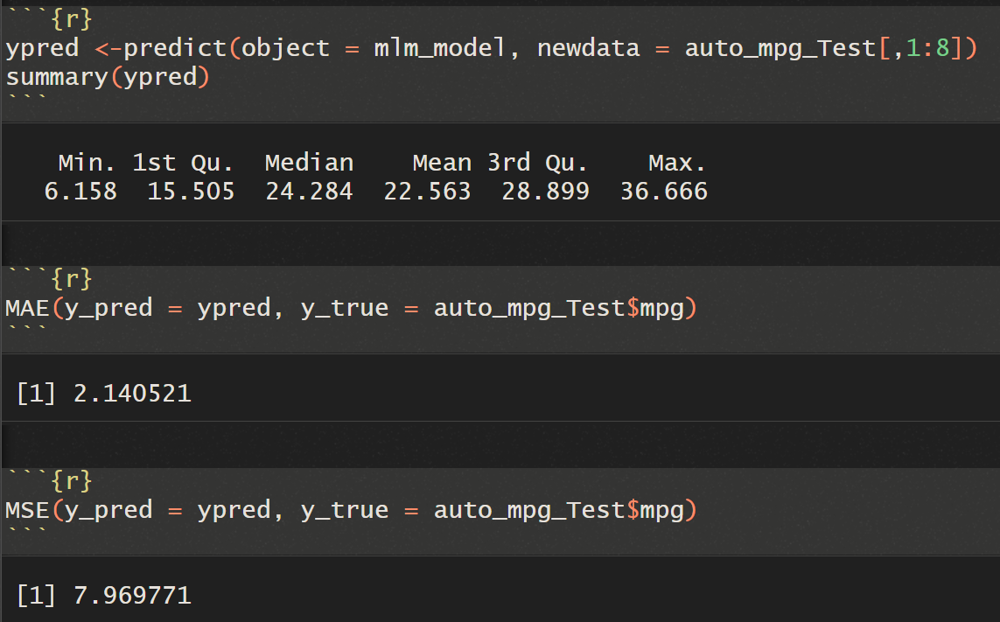 ```{r}
ypred <-predict(object = mlm_model, newdata = auto_mpg_Test[,1:8])
summary(ypred)
```
   Min. 1st Qu.  Median    Mean 3rd Qu.    Max.
  6.158  15.505  24.284  22.563  28.899  36.666
```{r}
MAE(y_pred = ypred, y_true = auto_mpg_Test$mpg)
```
[1] 2.140521
```{r}
MSE(y_pred = ypred, y_true = auto_mpg_Test$mpg)
```
[1] 7.969771